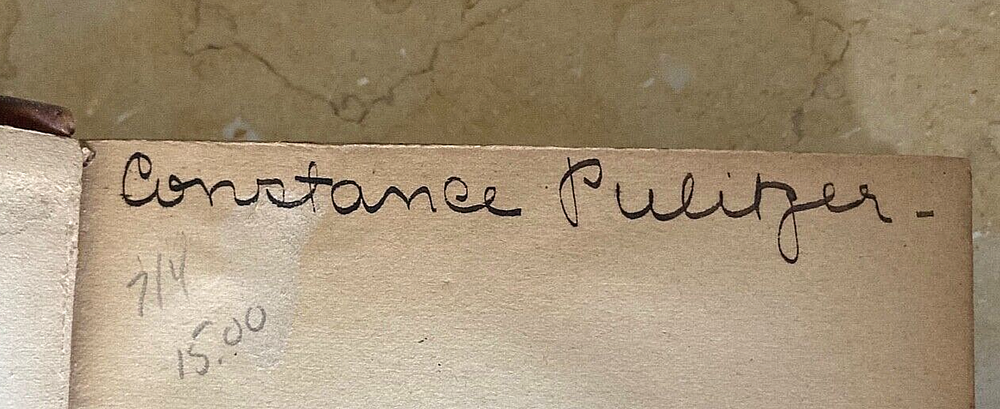 Constance Pulitzer -
7/4
15.00